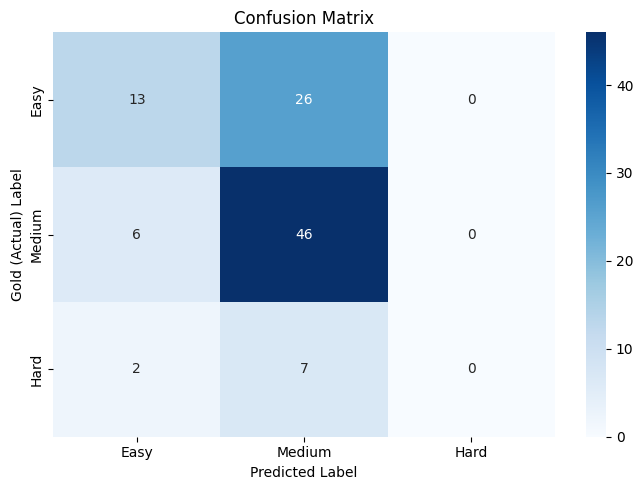 Confusion Matrix
Gold (Actual) Label
Easy
13 26 0
Medium
6 46 0
Hard
2 7 0
Easy Medium Hard
Predicted Label
40
30
20
10
0